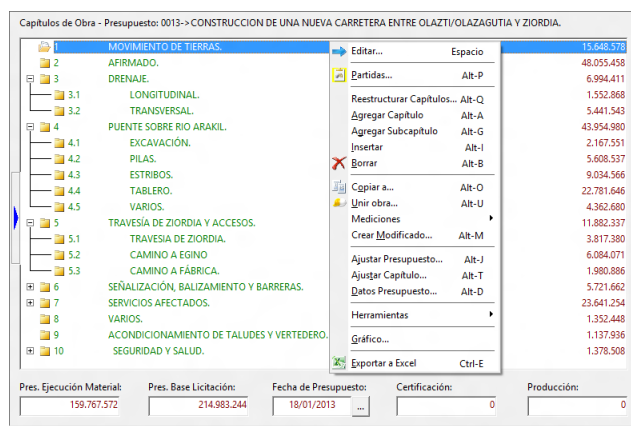 Capítulos de Obra - Presupuesto: 0013->CONSTRUCCION DE UNA NUEVA CARRETERA ENTRE OLAZTI/OLAZAGUTIA Y ZIORDIA.
1 MOVIMIENTO DE TIERRAS. 15.648.578
2 AFIRMADO. 48.055.458
3 DRENAJE. 6.994.411
3.1 LONGITUDINAL. 1.552.868
3.2 TRANSVERSAL. 5.441.543
4 PUENTE SOBRE RIO ARAKIL. 43.954.980
4.1 EXCAVACIÓN. 2.167.551
4.2 PILAS. 5.608.537
4.3 ESTRIBOS. 9.034.566
4.4 TABLERO. 22.781.646
4.5 VARIOS. 4.362.680
5 TRAVESÍA DE ZIORDIA Y ACCESOS. 11.882.337
5.1 TRAVESIA DE ZIORDIA. 3.817.380
5.2 CAMINO A EGINO 6.084.071
5.3 CAMINO A FÁBRICA. 1.980.886
6 SEÑALIZACIÓN, BALIZAMIENTO Y BARRERAS. 5.721.662
7 SERVICIOS AFECTADOS. 23.641.254
8 VARIOS. 1.352.448
9 ACONDICIONAMIENTO DE TALUDES Y VERTEDERO. 1.137.936
10 SEGURIDAD Y SALUD. 1.378.508
Editar... Espacio
Partidas... Alt-P
Reestructurar Capítulos... Alt-Q
Agregar Capítulo Alt-A
Agregar Subcapítulo Alt-G
Insertar Alt-I
Borrar Alt-B
Copiar a... Alt-O
Unir obra... Alt-U
Mediciones
Crear Modificado... Alt-M
Ajustar Presupuesto... Alt-J
Ajustar Capítulo... Alt-T
Datos Presupuesto... Alt-D
Herramientas
Gráfico...
Exportar a Excel Ctrl-E
Pres. Ejecución Material: Pres. Base Licitación: Fecha de Presupuesto: Certificación: Producción:
159.767.572 214.983.244 18/01/2013 ... 0 0